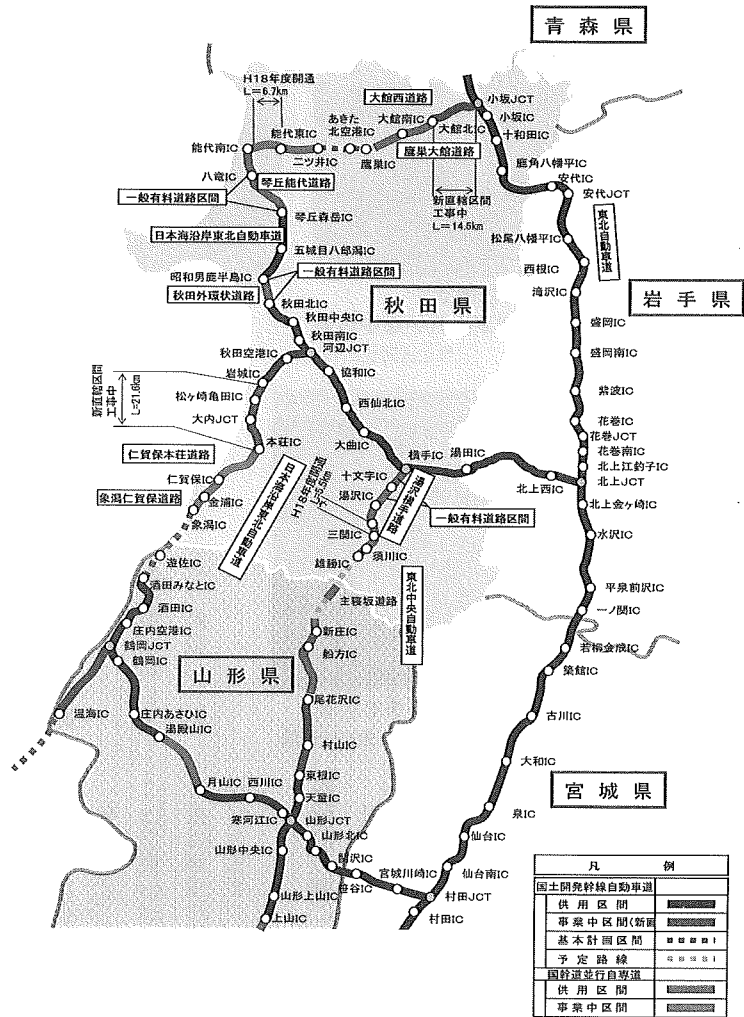 青森県
H18年度開通
L=6.7km
大館西道路
小坂JCT
小坂IC
大館南IC
あきた
北空港IC
能代東IC
大館北IC
十和田IC
能代南IC
二ツ井IC
鷹巣IC
鷹巣大館道路
鹿角八幡平IC
八竜IC
琴丘能代道路
安代IC
安代JCT
一般有料道路区間
新直轄区間
工事中
L=14.5km
琴丘森岳IC
東北自動車道
日本海沿岸東北自動車道
松尾八幡平IC
五城目八郎潟IC
西根IC
一般有料道路区間
昭和男鹿半島IC
秋田県
岩手県
滝沢IC
秋田外環状道路
秋田北IC
秋田中央IC
盛岡IC
秋田南IC
河辺JCT
盛岡南IC
秋田空港IC
岩城IC
協和IC
新直轄区間
工事中
L=21.6km
松ヶ崎亀田IC
紫波IC
西仙北IC
大内JCT
花巻IC
大曲IC
花巻JCT
本荘IC
仁賀保本荘道路
横手IC
湯田IC
花巻南IC
北上江釣子IC
仁賀保IC
十文字IC
北上JCT
北上西IC
日本海沿岸東北自動車道
H18年度開通
L=5.5km
湯沢IC
湯沢横手道路
象潟仁賀保道路
金浦IC
北上金ヶ崎IC
一般有料道路区間
象潟IC
三関IC
水沢IC
須川IC
雄勝IC
遊佐IC
東北中央自動車道
酒田みなとIC
主寝坂道路
平泉前沢IC
酒田IC
一ノ関IC
庄内空港IC
新庄IC
鶴岡JCT
舟形IC
若柳金成IC
鶴岡IC
山形県
築館IC
尾花沢IC
温海IC
庄内あさひIC
古川IC
湯殿山IC
村山IC
大和IC
東根IC
月山IC
西川IC
宮城県
天童IC
泉IC
寒河江IC
山形JCT
山形北IC
仙台IC
山形中央IC
関沢IC
宮城川崎IC
仙台南IC
笹谷IC
村田JCT
山形上山IC
村田IC
上山IC
凡 例
国土開発幹線自動車道
供用区間
事業中区間(新直
基本計画区間
予定路線
国幹道並行自専道
供用区間
事業中区間